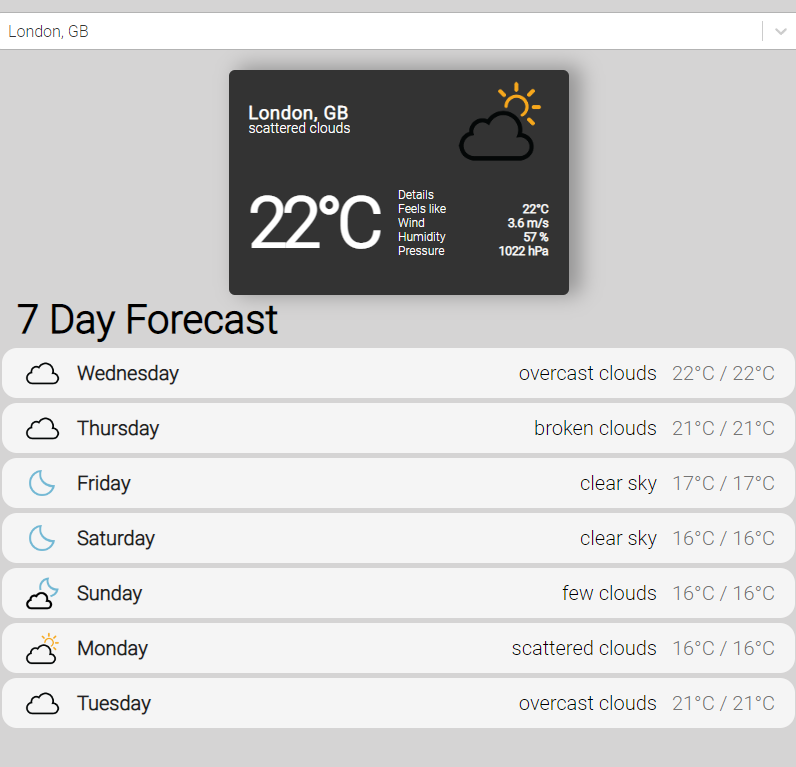 London, GB
London, GB
scattered clouds
22°C
Details
Feels like 22°C
Wind 3.6 m/s
Humidity 57 %
Pressure 1022 hPa
7 Day Forecast
Wednesday overcast clouds 22°C / 22°C
Thursday broken clouds 21°C / 21°C
Friday clear sky 17°C / 17°C
Saturday clear sky 16°C / 16°C
Sunday few clouds 16°C / 16°C
Monday scattered clouds 16°C / 16°C
Tuesday overcast clouds 21°C / 21°C